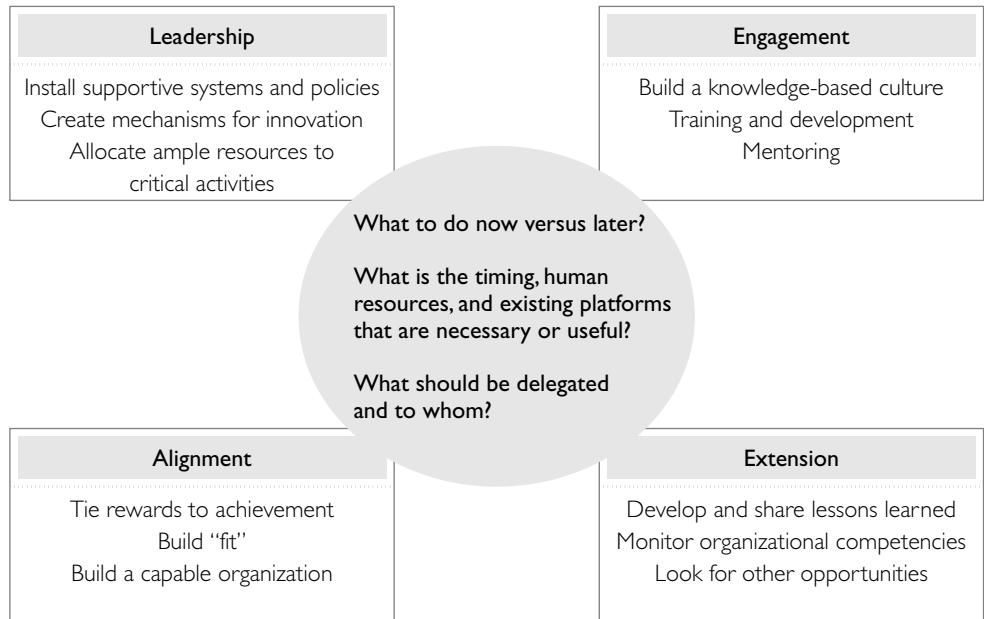 Leadership
Install supportive systems and policies
Create mechanisms for innovation
Allocate ample resources to
critical activities
Engagement
Build a knowledge-based culture
Training and development
Mentoring
What to do now versus later?
What is the timing, human
resources, and existing platforms
that are necessary or useful?
What should be delegated
and to whom?
Alignment
Tie rewards to achievement
Build “fit”
Build a capable organization
Extension
Develop and share lessons learned
Monitor organizational competencies
Look for other opportunities